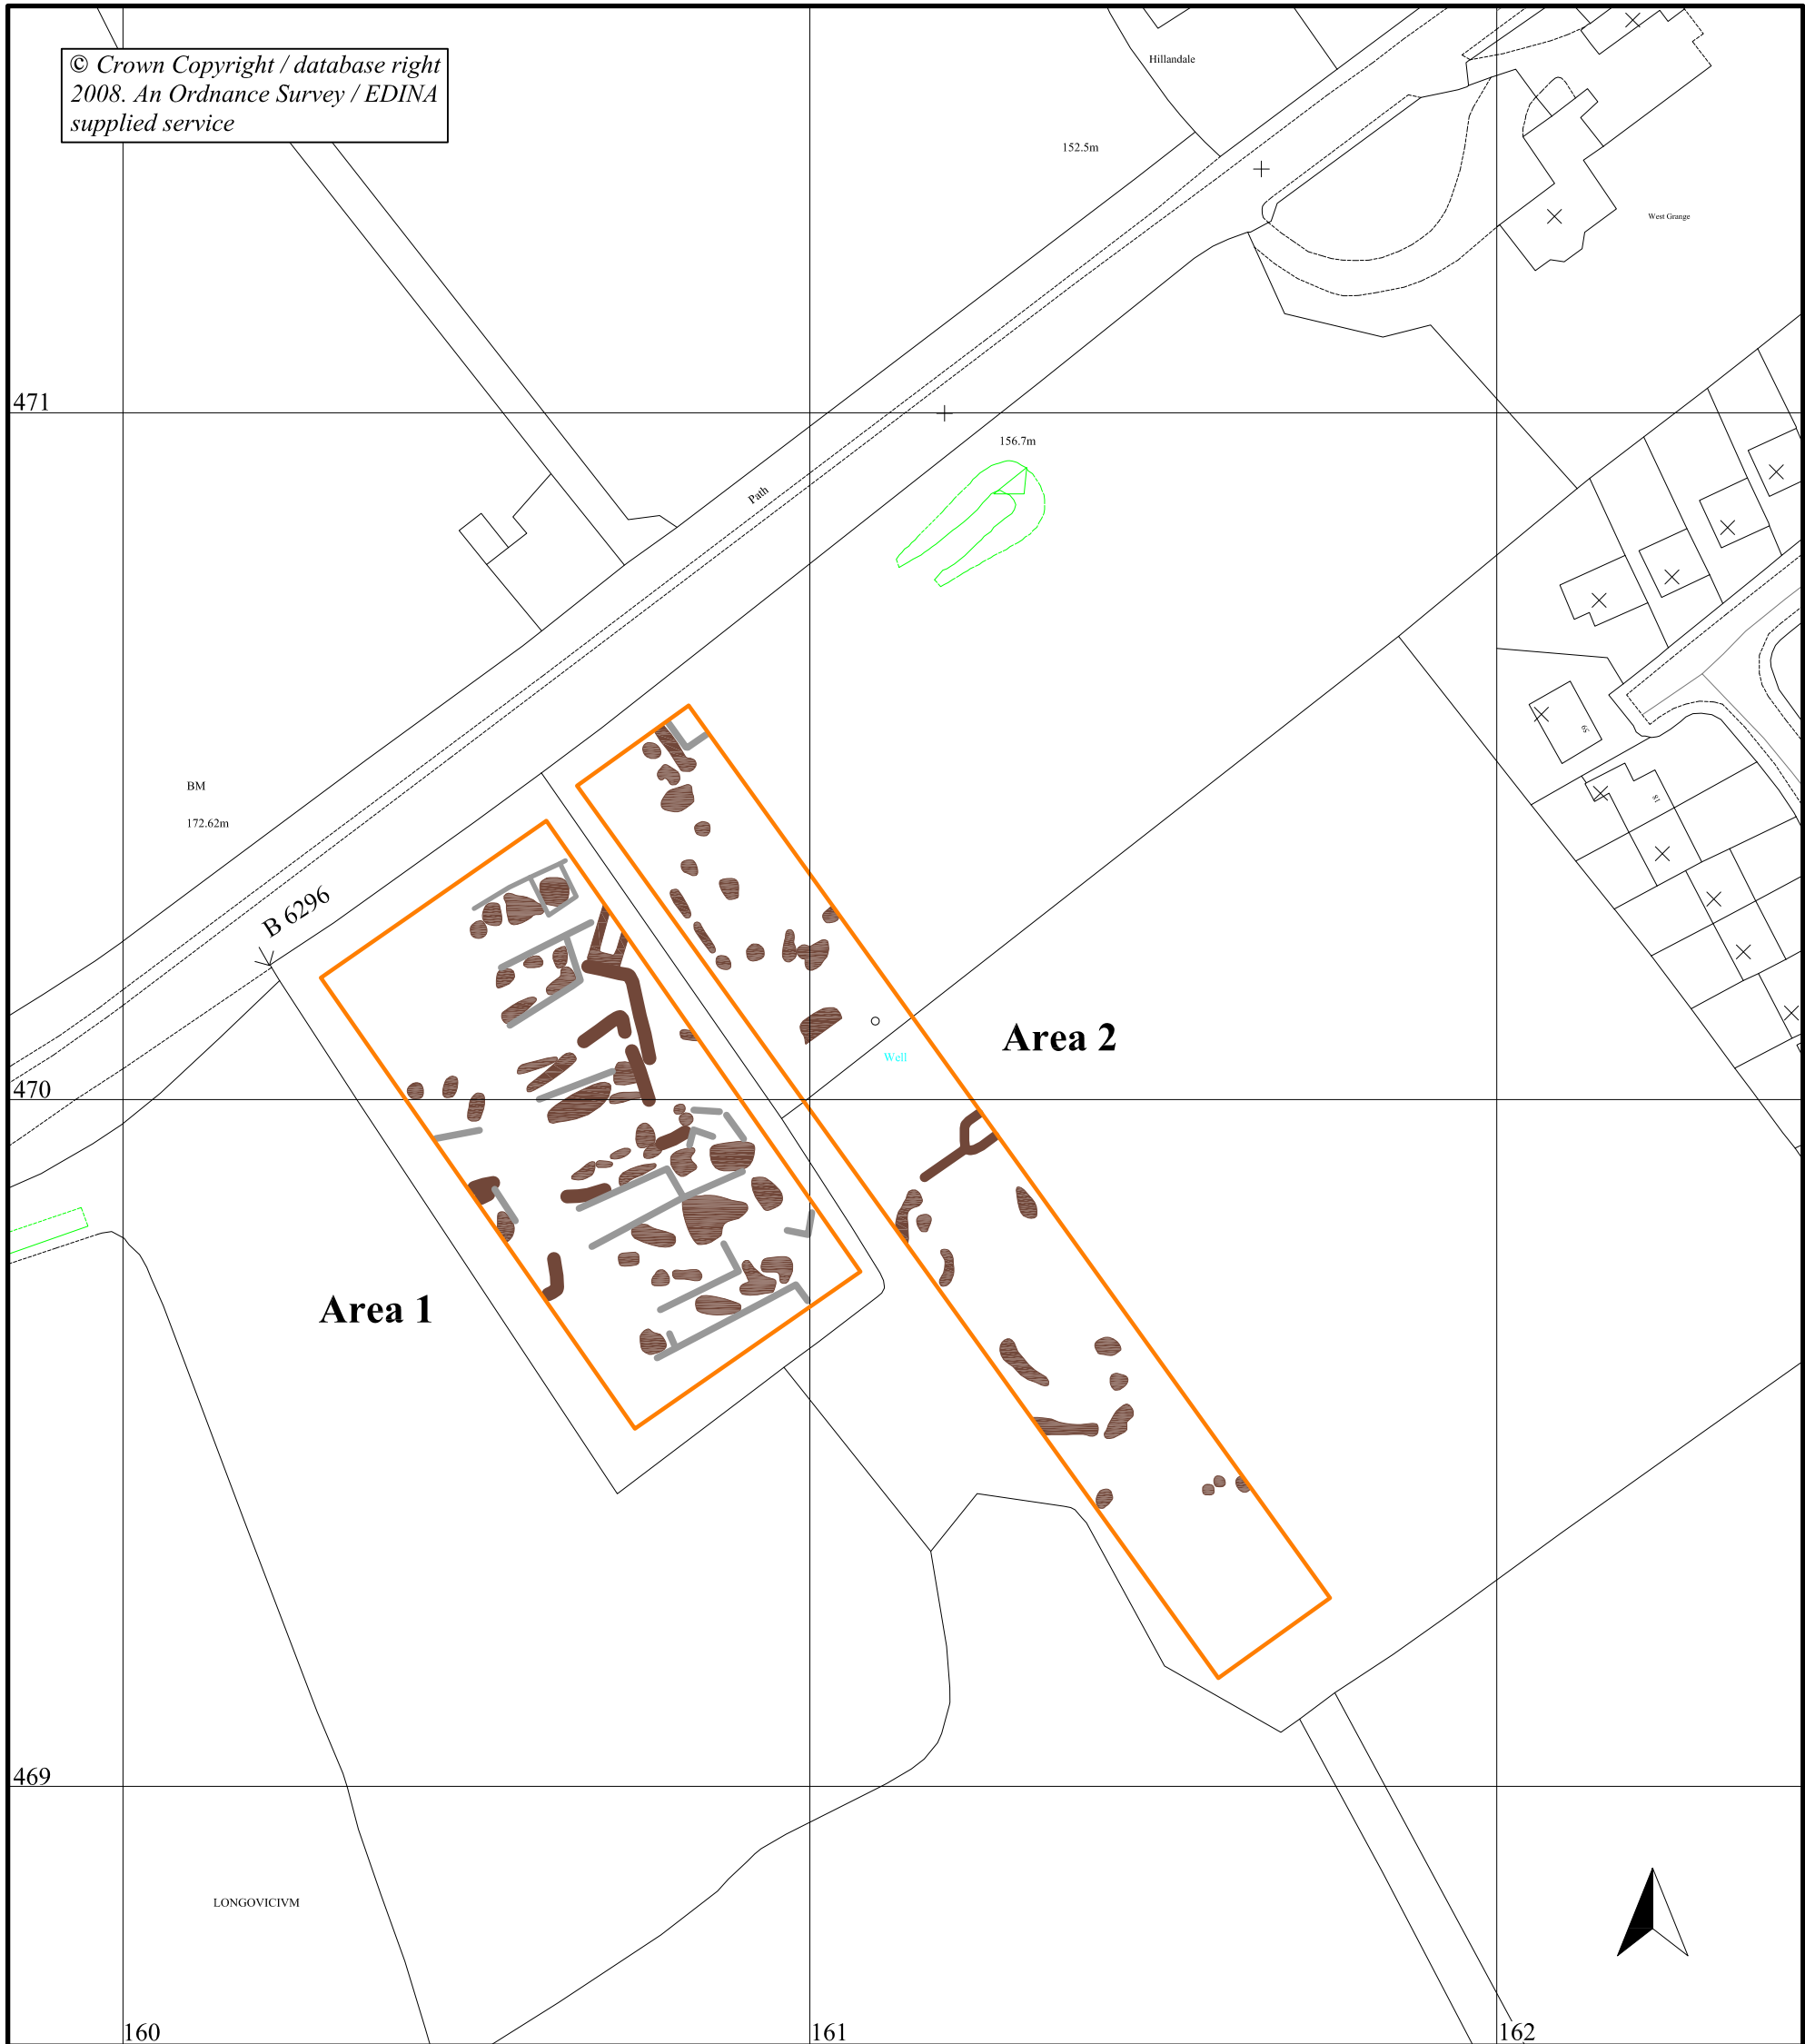 © Crown Copyright / database right
2008. An Ordnance Survey / EDINA
supplied service
Hillandale
152.5m
West Grange
471
156.7m
Path
59
BM
172.62m
B 6296
Area 2
Well
470
Area 1
469
LONGOVICIVM
160
161
162